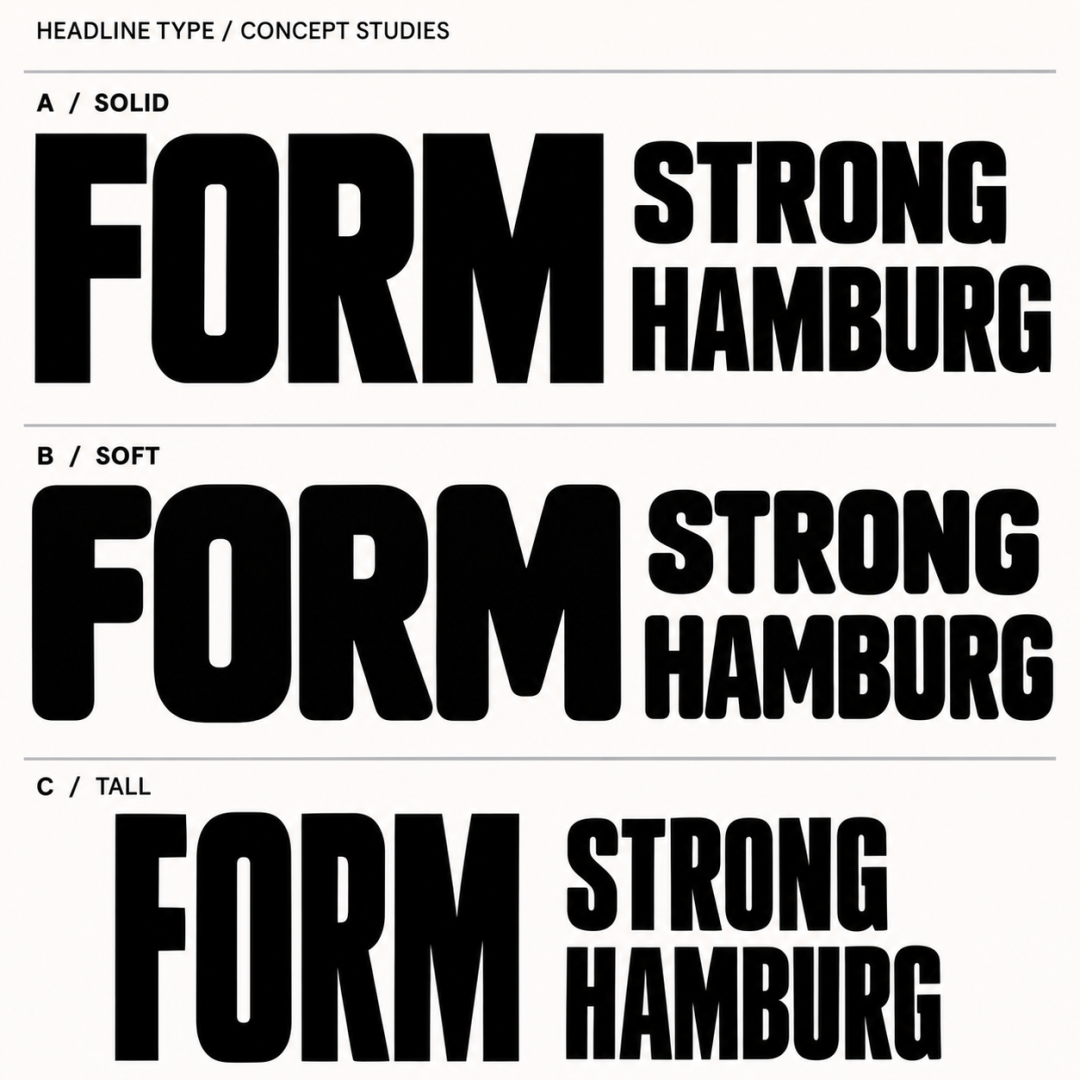 HEADLINE TYPE / CONCEPT STUDIES
A / SOLID
FORM
STRONG
HAMBURG
B / SOFT
FORM
STRONG
HAMBURG
C / TALL
FORM
STRONG
HAMBURG